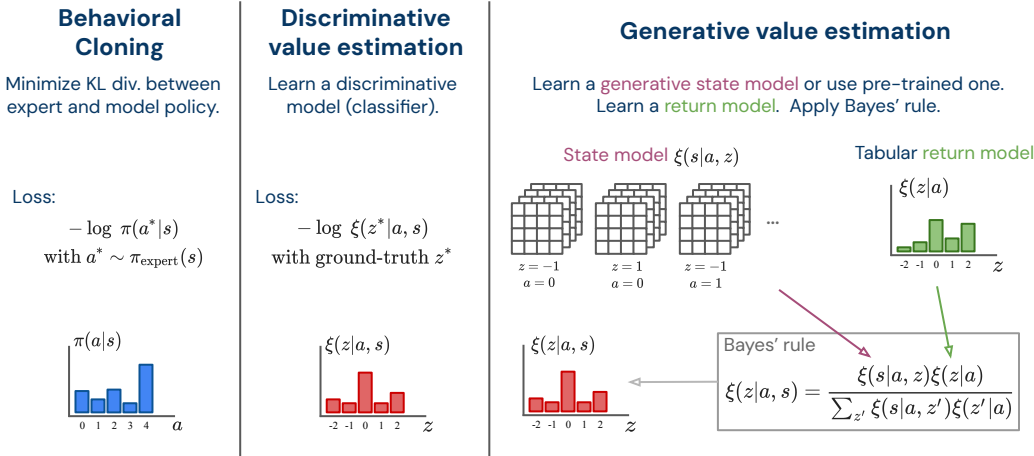 Behavioral
Cloning
Minimize KL div. between
expert and model policy.
Loss:
− log π(a*|s)
with a* ∼ π_expert(s)
π(a|s)
0 1 2 3 4 a
Discriminative
value estimation
Learn a discriminative
model (classifier).
Loss:
− log ξ(z*|a, s)
with ground-truth z*
ξ(z|a, s)
-2 -1 0 1 2 z
Generative value estimation
Learn a generative state model or use pre-trained one.
Learn a return model. Apply Bayes' rule.
State model ξ(s|a, z)
z = −1
a = 0
z = 1
a = 0
z = −1
a = 1
...
Tabular return model
ξ(z|a)
-2 -1 0 1 2 z
ξ(z|a, s)
-2 -1 0 1 2 z
Bayes' rule
ξ(z|a, s) = ξ(s|a, z)ξ(z|a) / ∑_z′ ξ(s|a, z′)ξ(z′|a)